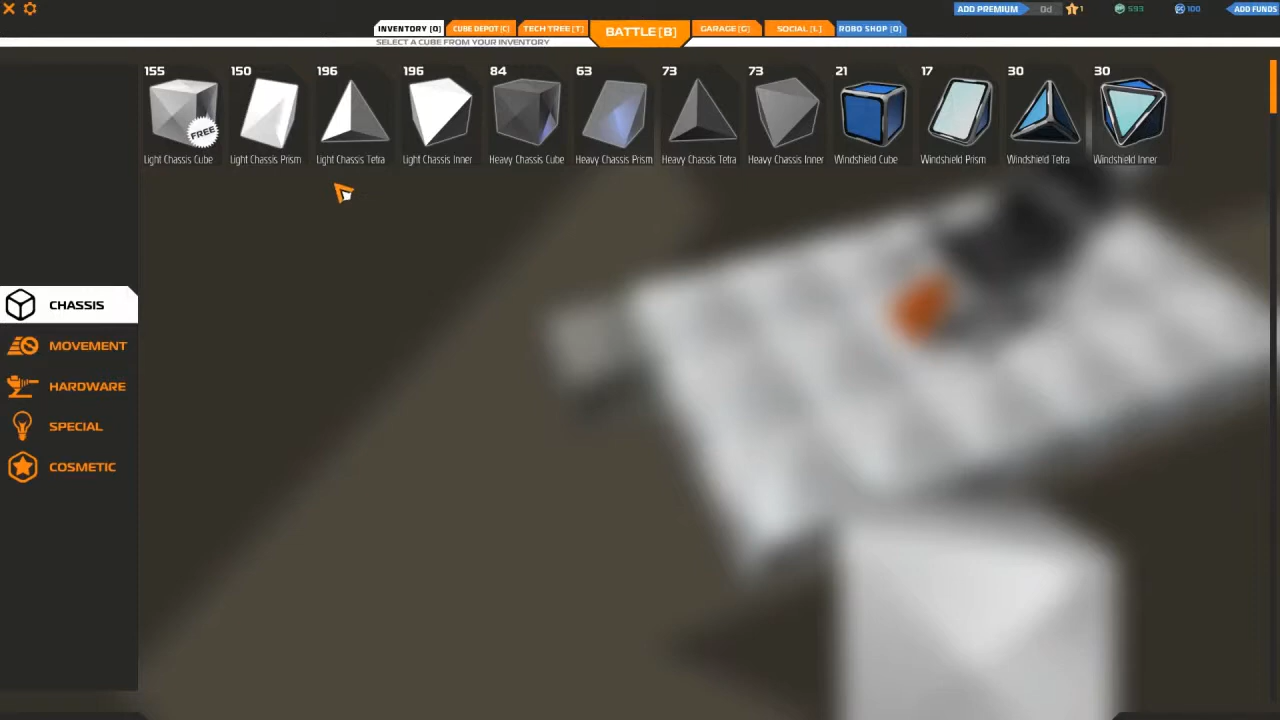 ADD PREMIUM 0d 1 593 100 ADD FUNDS
INVENTORY [Q] CUBE DEPOT [C] TECH TREE [T] BATTLE [B] GARAGE [G] SOCIAL [L] ROBO SHOP [O]
SELECT A CUBE FROM YOUR INVENTORY
155 150 196 196 84 63 73 73 21 17 30 30
FREE
Light Chassis Cube Light Chassis Prism Light Chassis Tetra Light Chassis Inner Heavy Chassis Cube Heavy Chassis Prism Heavy Chassis Tetra Heavy Chassis Inner Windshield Cube Windshield Prism Windshield Tetra Windshield Inner
CHASSIS
MOVEMENT
HARDWARE
SPECIAL
COSMETIC